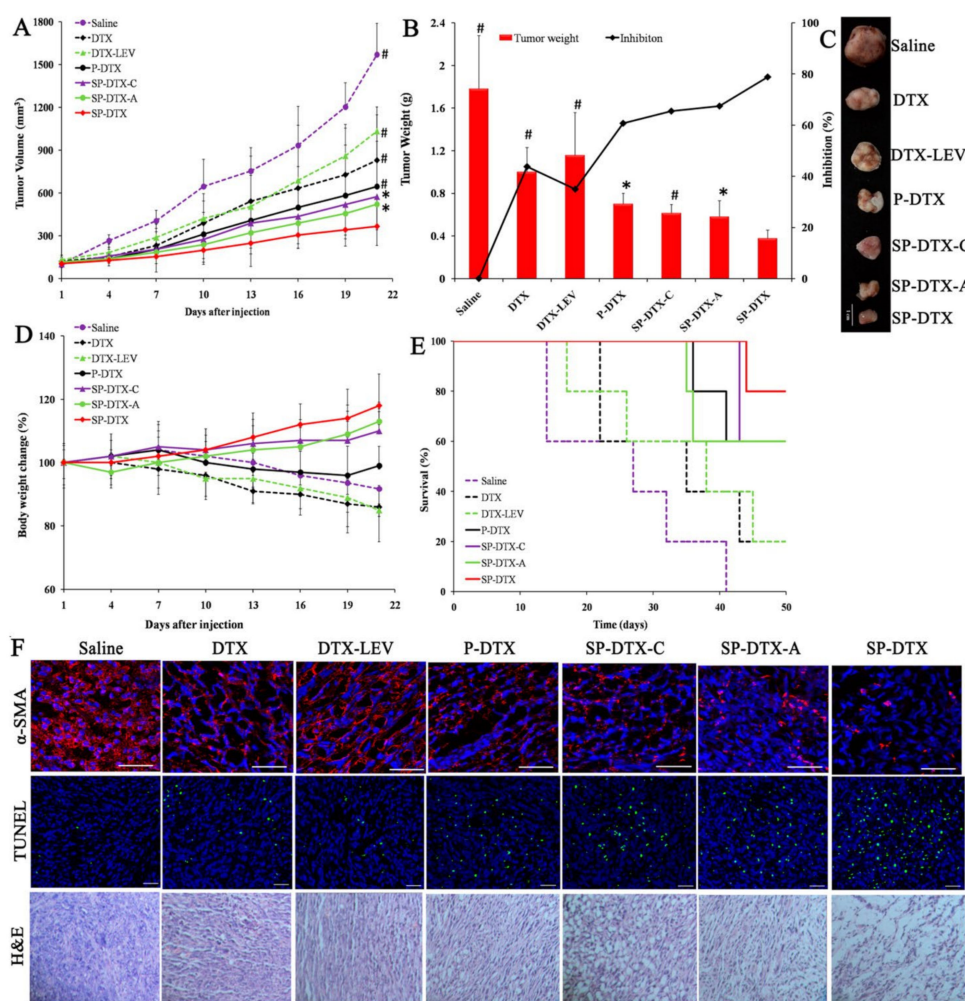 A
Tumor Volume (mm³)
1800
1500
1200
900
600
300
0
1 4 7 10 13 16 19 22
Days after injection
Saline
DTX
DTX-LEV
P-DTX
SP-DTX-C
SP-DTX-A
SP-DTX
#
#
#
#
*
*
B
Tumor Weight (g)
2.4
2
1.6
1.2
0.8
0.4
0
Tumor weight
Inhibiton
# # # * # *
100
80
60
40
20
0
Inhibition (%)
Saline
DTX
DTX-LEV
P-DTX
SP-DTX-C
SP-DTX-A
SP-DTX
C
Saline
DTX
DTX-LEV
P-DTX
SP-DTX-C
SP-DTX-A
SP-DTX
D
Body weight change (%)
140
120
100
80
60
1 4 7 10 13 16 19 22
Days after injection
Saline
DTX
DTX-LEV
P-DTX
SP-DTX-C
SP-DTX-A
SP-DTX
E
Survival (%)
100
80
60
40
20
0
0 10 20 30 40 50
Time (days)
Saline
DTX
DTX-LEV
P-DTX
SP-DTX-C
SP-DTX-A
SP-DTX
F
Saline DTX DTX-LEV P-DTX SP-DTX-C SP-DTX-A SP-DTX
α-SMA
TUNEL
H&E